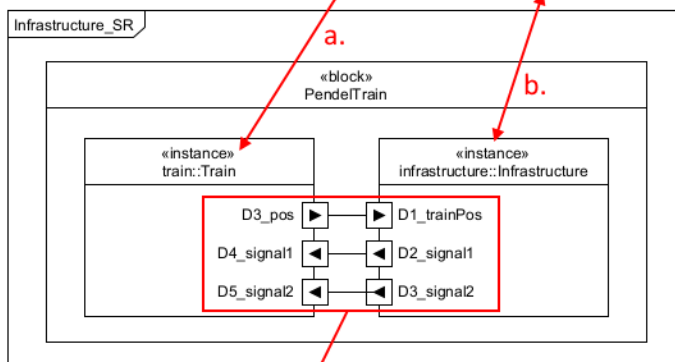 Infrastructure_SR
a.
«block»
PendelTrain
b.
«instance»
train::Train
«instance»
infrastructure::Infrastructure
D3_pos
D1_trainPos
D4_signal1
D2_signal1
D5_signal2
D3_signal2